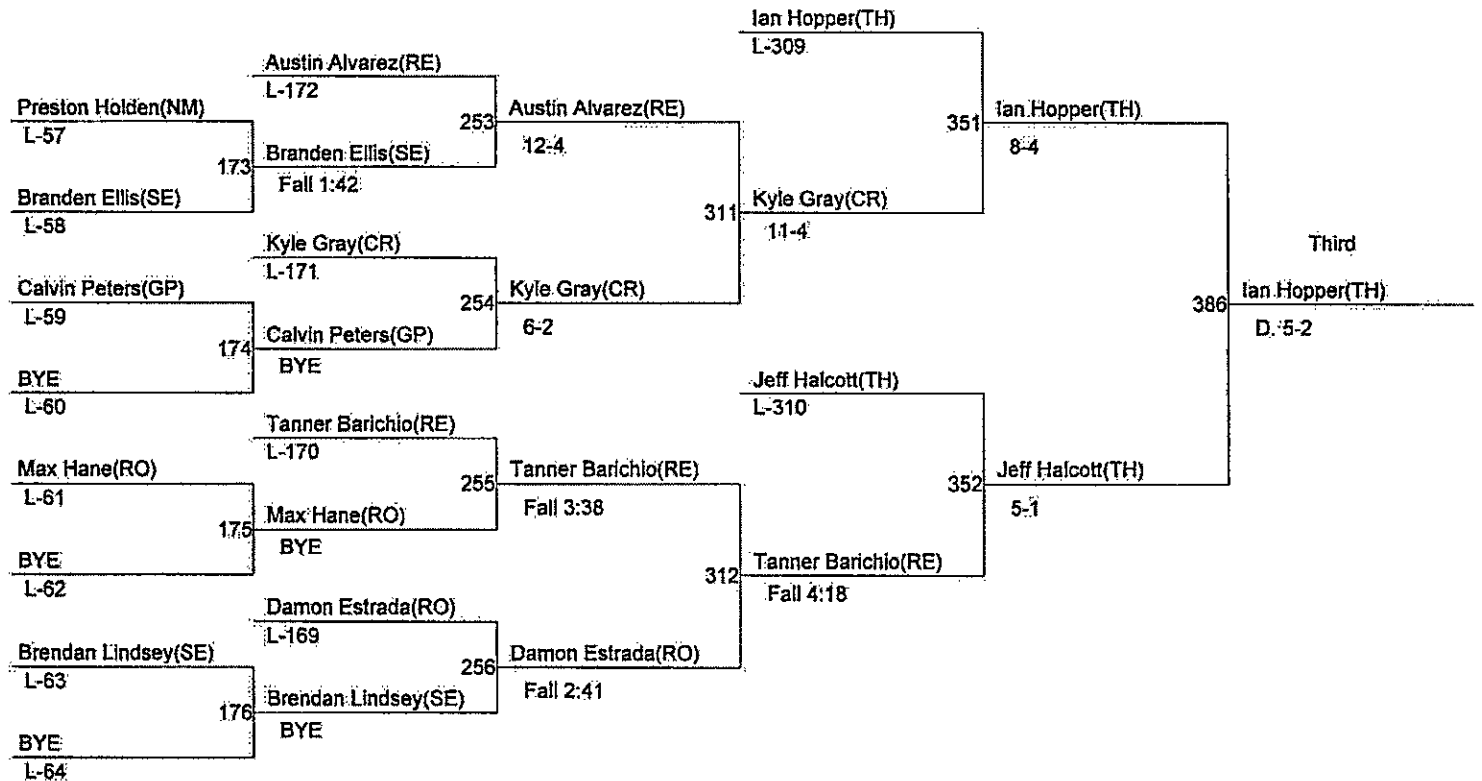 Preston Holden(NM)
L-57
Branden Ellis(SE)
L-58
Calvin Peters(GP)
L-59
BYE
L-60
Max Hane(RO)
L-61
BYE
L-62
Brendan Lindsey(SE)
L-63
BYE
L-64
173
174
175
176
Austin Alvarez(RE)
L-172
Branden Ellis(SE)
Fall 1:42
Kyle Gray(CR)
L-171
Calvin Peters(GP)
BYE
Tanner Barichio(RE)
L-170
Max Hane(RO)
BYE
Damon Estrada(RO)
L-169
Brendan Lindsey(SE)
BYE
253
254
255
256
Austin Alvarez(RE)
12-4
Kyle Gray(CR)
6-2
Tanner Barichio(RE)
Fall 3:38
Damon Estrada(RO)
Fall 2:41
311
312
Ian Hopper(TH)
L-309
Kyle Gray(CR)
11-4
Jeff Halcott(TH)
L-310
Tanner Barichio(RE)
Fall 4:18
351
352
Ian Hopper(TH)
8-4
Jeff Halcott(TH)
5-1
386
Third
Ian Hopper(TH)
D. 5-2